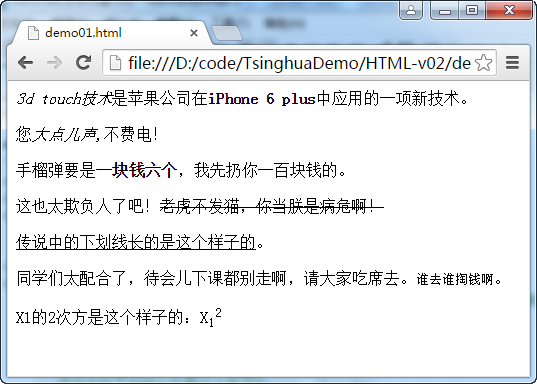 demo01.html
file:///D:/code/TsinghuaDemo/HTML-v02/de
3d touch技术是苹果公司在iPhone 6 plus中应用的一项新技术。
您大点儿声,不费电!
手榴弹要是一块钱六个，我先扔你一百块钱的。
这也太欺负人了吧！老虎不发猫，你当朕是病危啊！
传说中的下划线长的是这个样子的。
同学们太配合了，待会儿下课都别走啊，请大家吃席去。谁去谁掏钱啊。
X1的2次方是这个样子的：X₁²